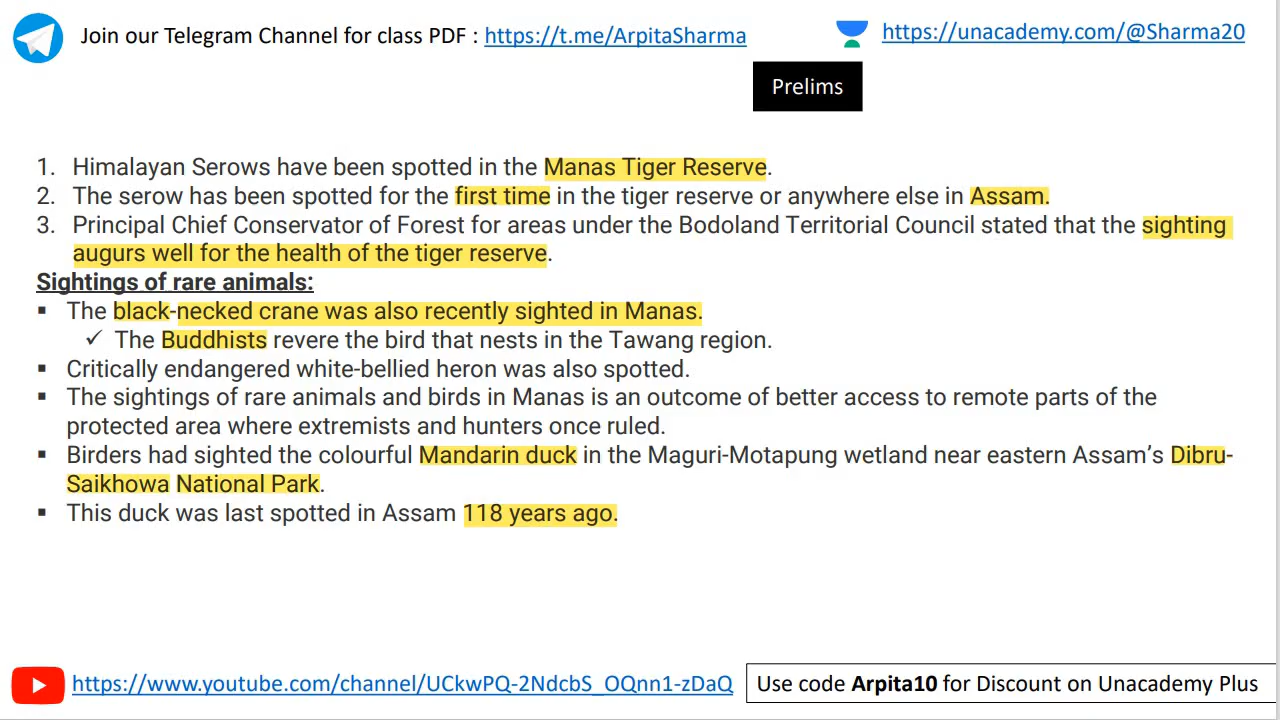 Join our Telegram Channel for class PDF : https://t.me/ArpitaSharma
https://unacademy.com/@Sharma20
Prelims
1. Himalayan Serows have been spotted in the Manas Tiger Reserve.
2. The serow has been spotted for the first time in the tiger reserve or anywhere else in Assam.
3. Principal Chief Conservator of Forest for areas under the Bodoland Territorial Council stated that the sighting
augurs well for the health of the tiger reserve.
Sightings of rare animals:
▪ The black-necked crane was also recently sighted in Manas.
✓ The Buddhists revere the bird that nests in the Tawang region.
▪ Critically endangered white-bellied heron was also spotted.
▪ The sightings of rare animals and birds in Manas is an outcome of better access to remote parts of the
protected area where extremists and hunters once ruled.
▪ Birders had sighted the colourful Mandarin duck in the Maguri-Motapung wetland near eastern Assam’s Dibru-
Saikhowa National Park.
▪ This duck was last spotted in Assam 118 years ago.
https://www.youtube.com/channel/UCkwPQ-2NdcbS_OQnn1-zDaQ
Use code Arpita10 for Discount on Unacademy Plus